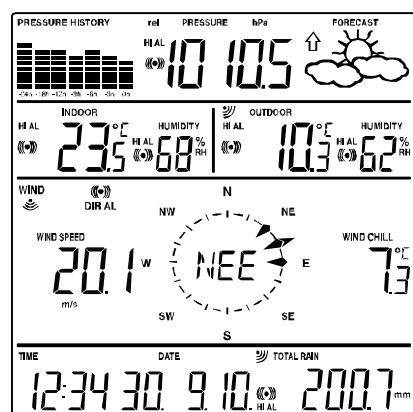 PRESSURE HISTORY rel PRESSURE hPa FORECAST
HI AL
10 10.5
-24h -18h -12h -9h -6h -3h 0h
INDOOR OUTDOOR
HI AL HUMIDITY HI AL HUMIDITY
23.5 °C HI AL 68 % RH 10.3 °C HI AL 62 % RH
WIND DIR AL
N
NW NE
WIND SPEED WIND CHILL
20.1 W NEE E 7.3 °C
m/s
SW SE
S
TIME DATE TOTAL RAIN
12:34 30. 9. 10. HI AL 200.7 mm